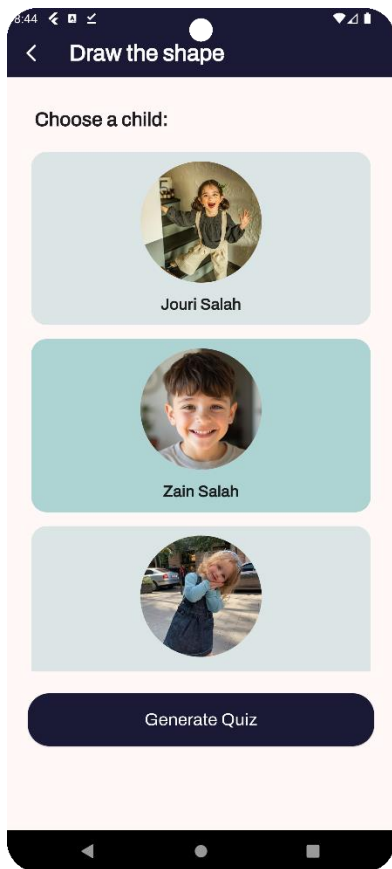 8:44
Draw the shape
Choose a child:
Jouri Salah
Zain Salah
Generate Quiz